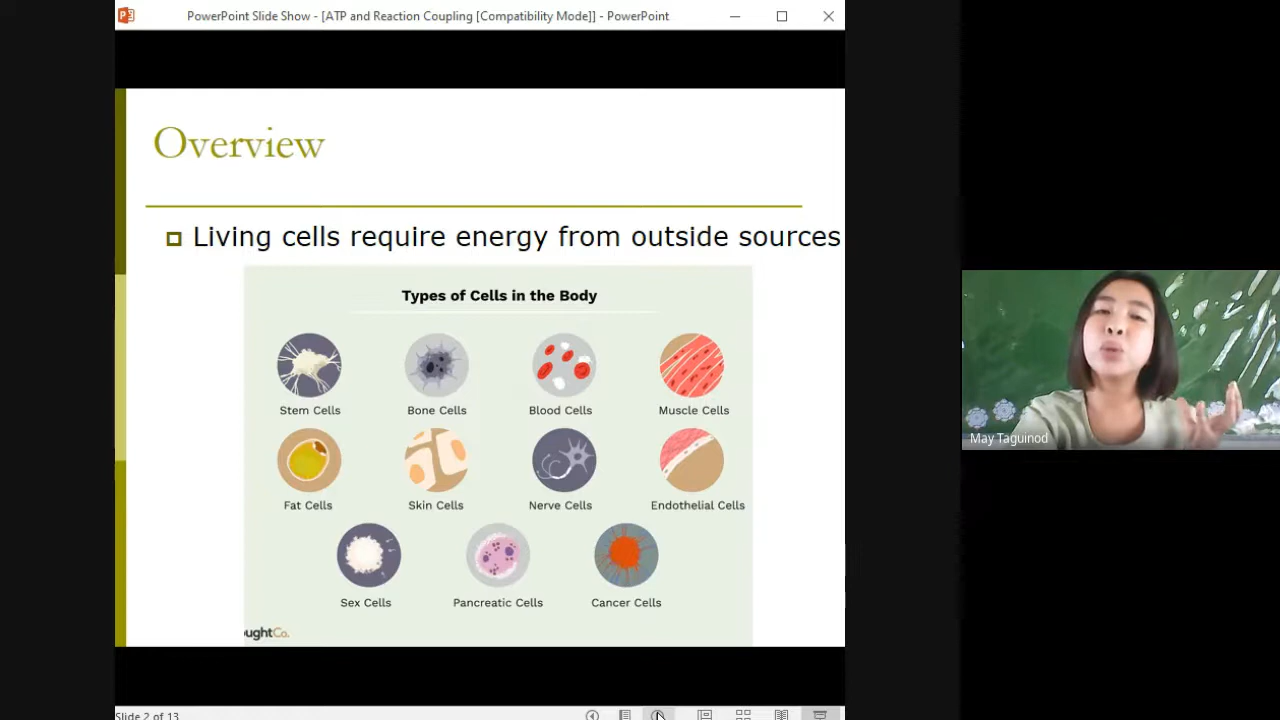 PowerPoint Slide Show - [ATP and Reaction Coupling [Compatibility Mode]] - PowerPoint
Overview
Living cells require energy from outside sources
Types of Cells in the Body
Stem Cells
Bone Cells
Blood Cells
Muscle Cells
Fat Cells
Skin Cells
Nerve Cells
Endothelial Cells
Sex Cells
Pancreatic Cells
Cancer Cells
oughtCo.
May Taguinod
Slide 2 of 13